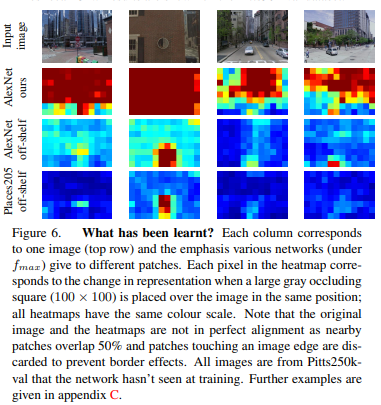 Input
image
AlexNet
ours
AlexNet
off-shelf
Places205
off-shelf
Figure 6. What has been learnt? Each column corresponds
to one image (top row) and the emphasis various networks (under
fmax) give to different patches. Each pixel in the heatmap corre-
sponds to the change in representation when a large gray occluding
square (100 × 100) is placed over the image in the same position;
all heatmaps have the same colour scale. Note that the original
image and the heatmaps are not in perfect alignment as nearby
patches overlap 50% and patches touching an image edge are dis-
carded to prevent border effects. All images are from Pitts250k-
val that the network hasn't seen at training. Further examples are
given in appendix C.